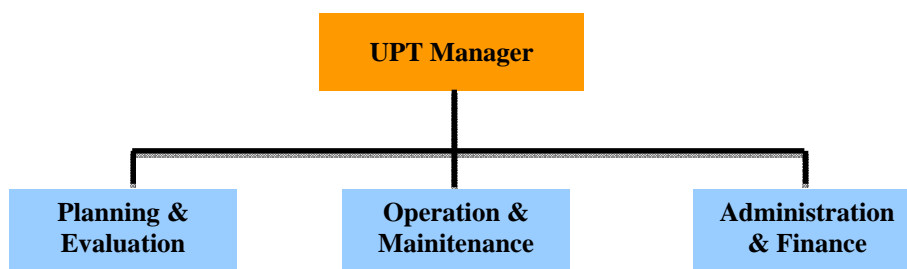 UPT Manager
Planning &
Evaluation
Operation &
Mainitenance
Administration
& Finance